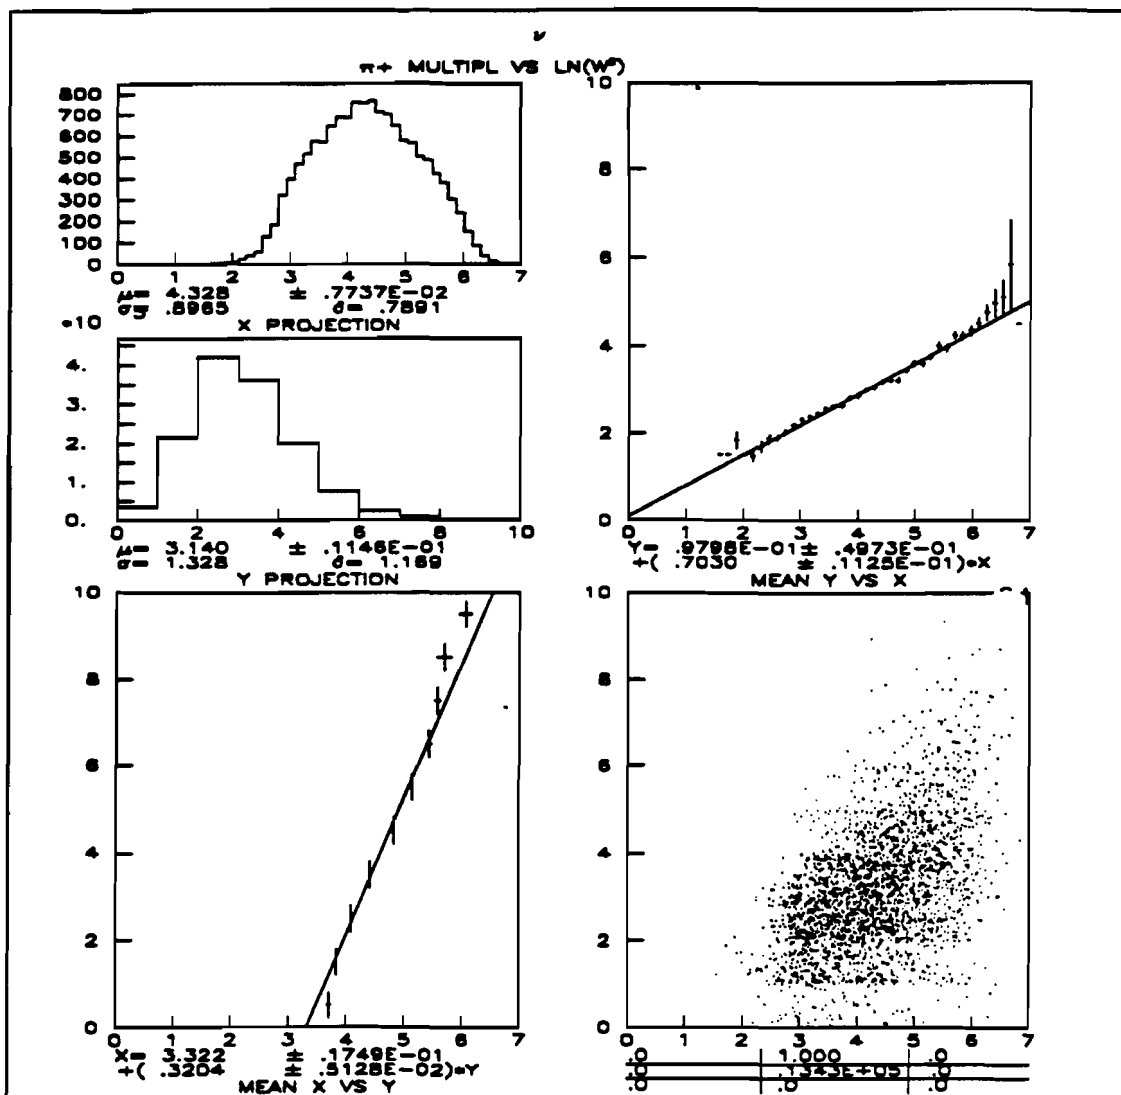 ν
π+ MULTIPL VS LN(W²)
800
700
600
500
400
300
200
100
0
0 1 2 3 4 5 6 7
μ= 4.328 ± .7737E-02
σ= .8965 δ= .7891
X PROJECTION
*10
4.
3.
2.
1.
0.
0 2 4 6 8 10
μ= 3.140 ± .1146E-01
σ= 1.328 δ= 1.169
Y PROJECTION
10
8
6
4
2
0
0 1 2 3 4 5 6 7
Y= .9798E-01± .4973E-01
+( .7030 ± .1125E-01)*X
MEAN Y VS X
10
8
6
4
2
0
0 1 2 3 4 5 6 7
X= 3.322 ± .1749E-01
+( .3204 ± .5128E-02)*Y
MEAN X VS Y
10
8
6
4
2
0
0 1 2 3 4 5 6 7
.0 1.000 .0
.0 .1343E+05 .0
.0 .0 .0